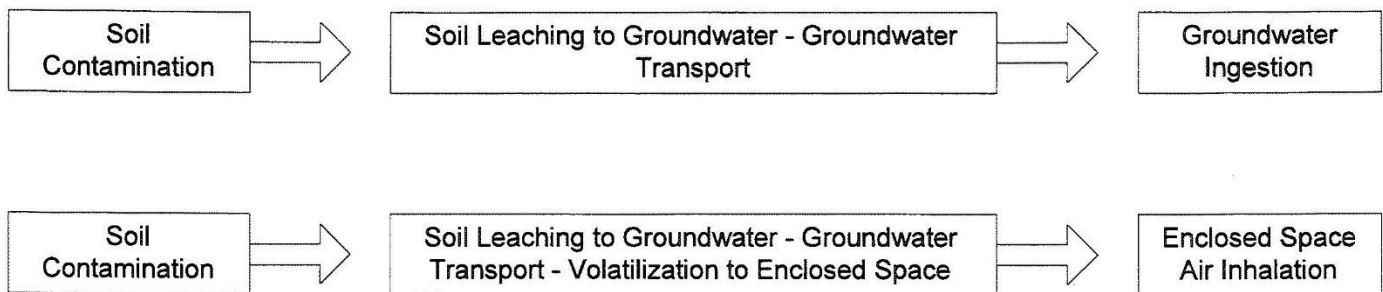 Soil
Contamination
Soil Leaching to Groundwater - Groundwater
Transport
Groundwater
Ingestion
Soil
Contamination
Soil Leaching to Groundwater - Groundwater
Transport - Volatilization to Enclosed Space
Enclosed Space
Air Inhalation